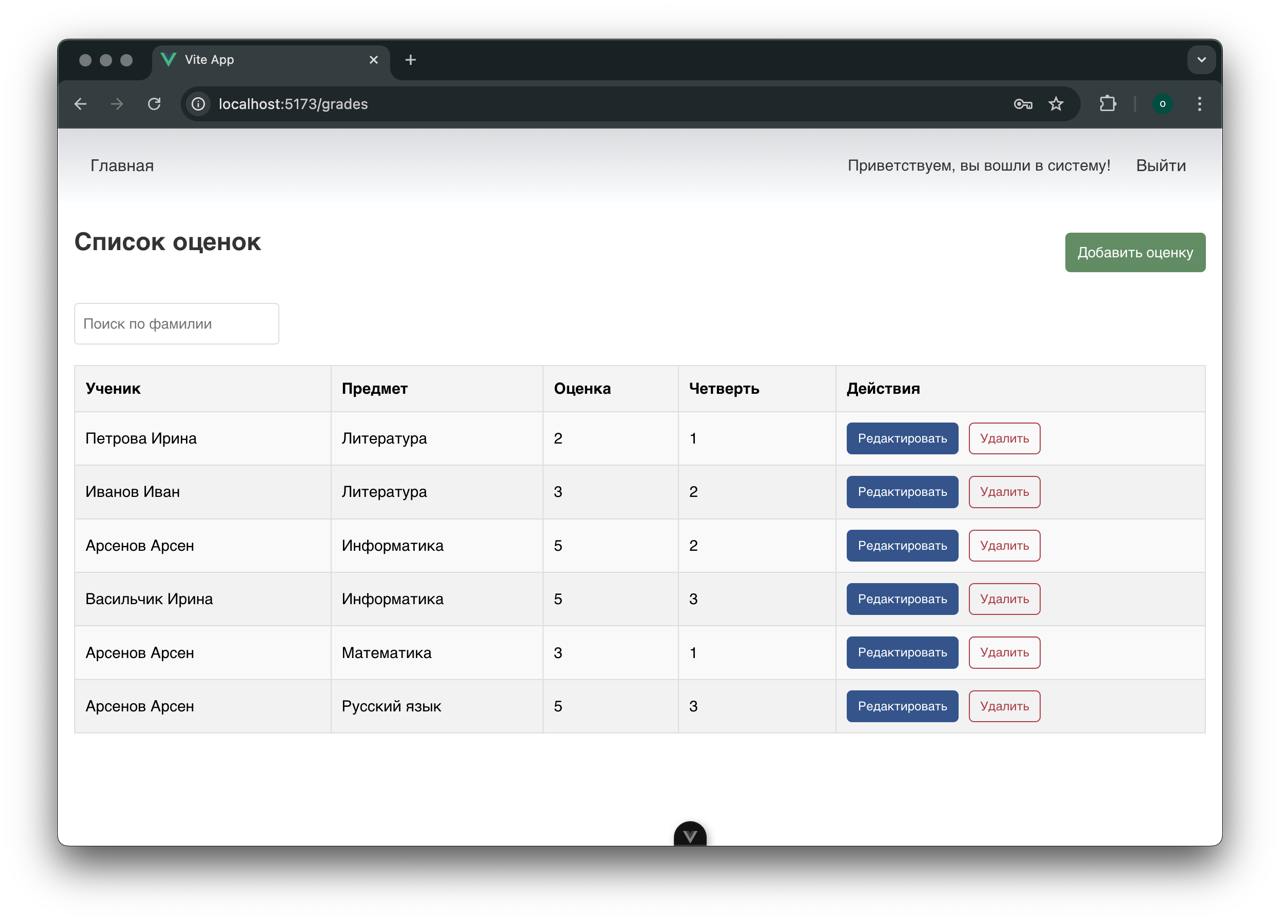 Vite App
localhost:5173/grades
о
Главная Приветствуем, вы вошли в систему! Выйти
Список оценок
Добавить оценку
Поиск по фамилии
Ученик Предмет Оценка Четверть Действия
Петрова Ирина Литература 2 1 Редактировать Удалить
Иванов Иван Литература 3 2 Редактировать Удалить
Арсенов Арсен Информатика 5 2 Редактировать Удалить
Васильчик Ирина Информатика 5 3 Редактировать Удалить
Арсенов Арсен Математика 3 1 Редактировать Удалить
Арсенов Арсен Русский язык 5 3 Редактировать Удалить